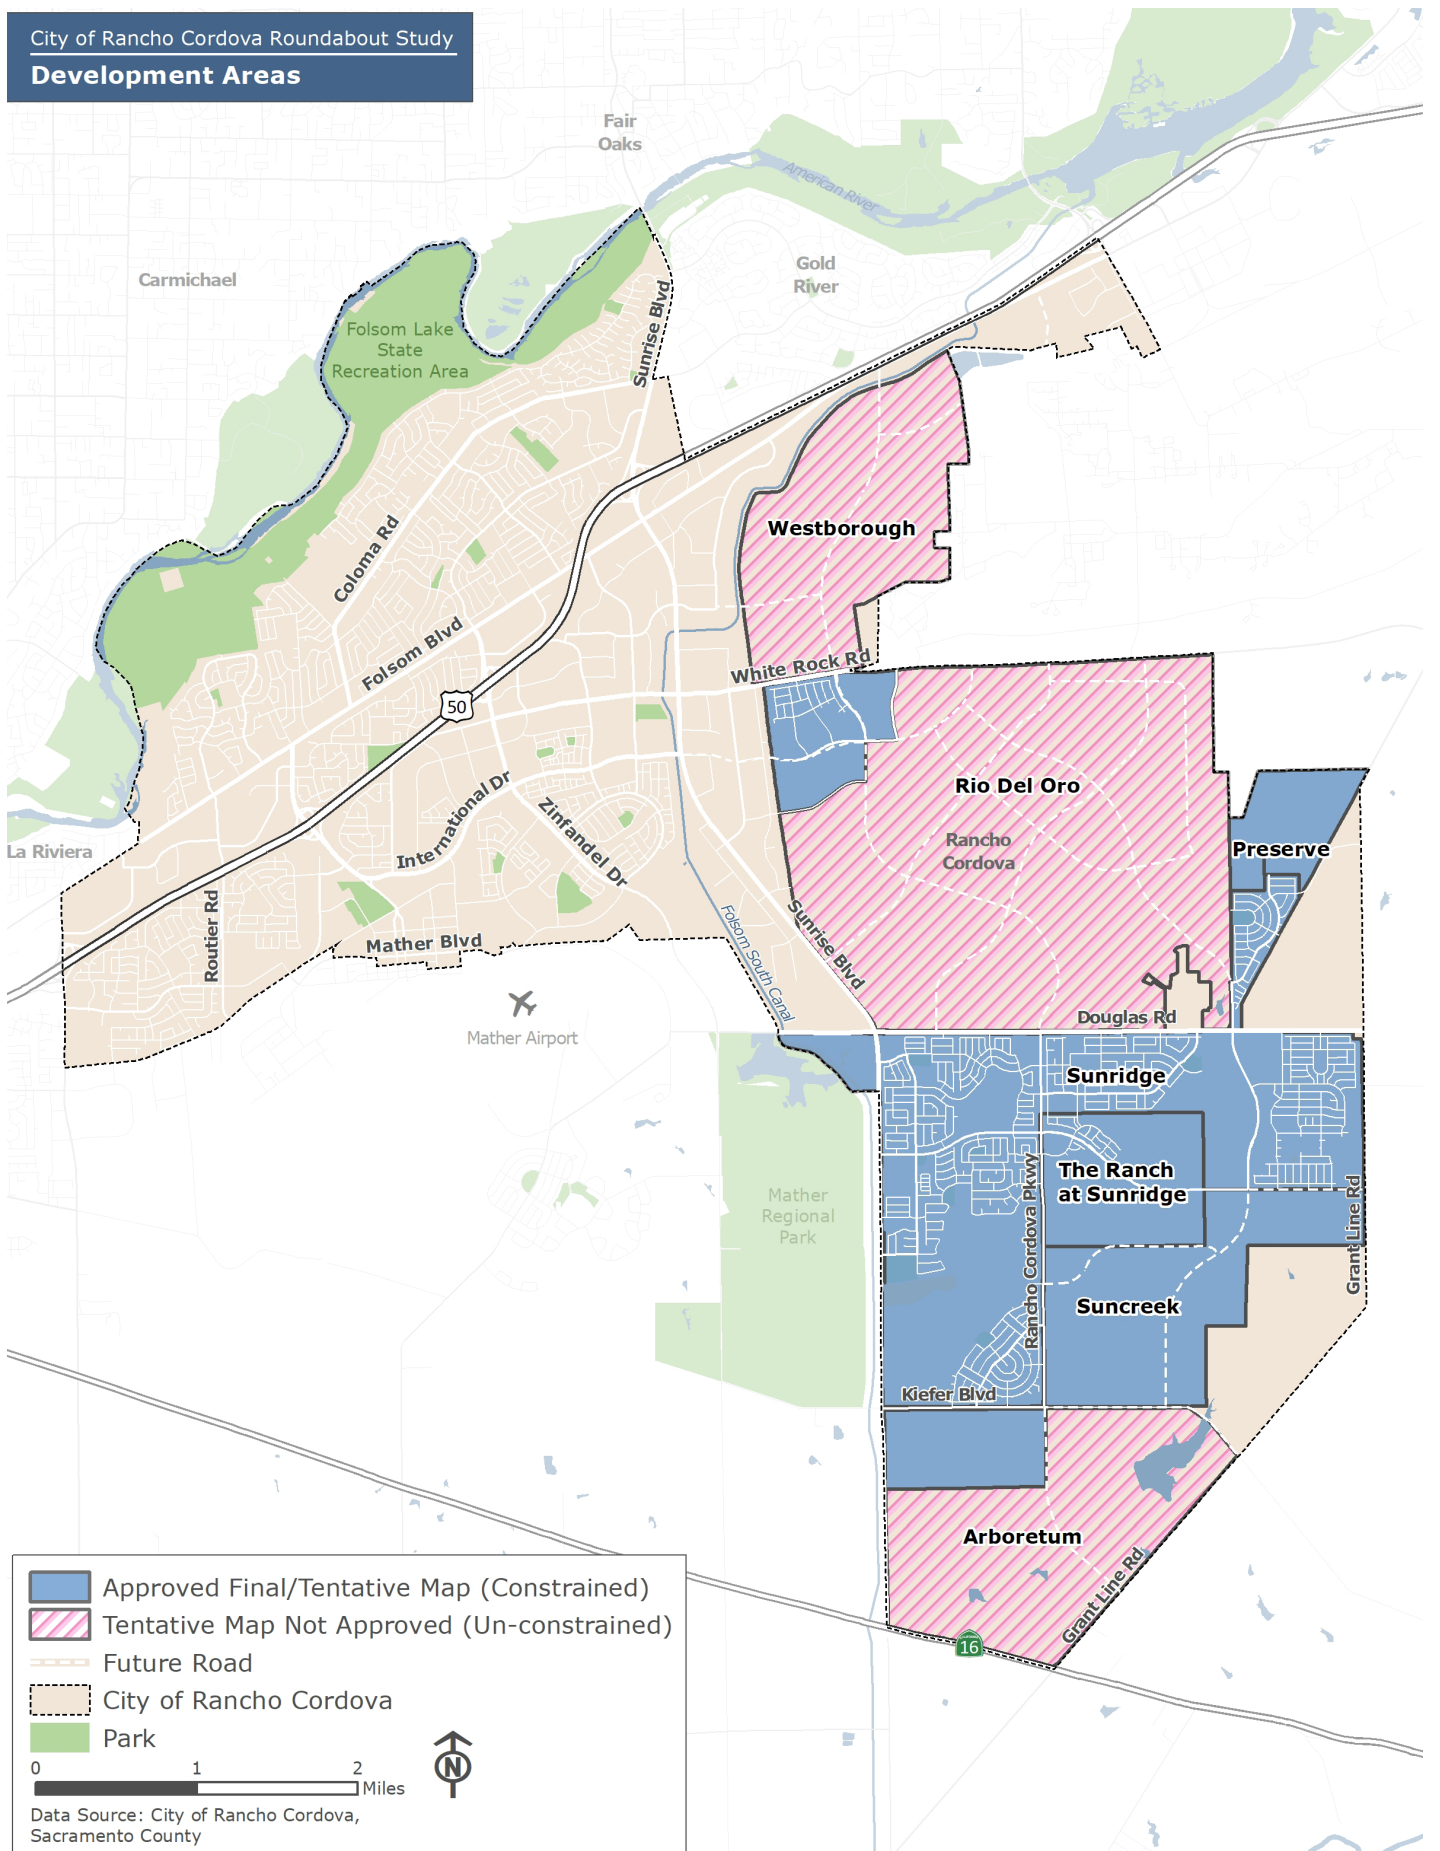 City of Rancho Cordova Roundabout Study
Development Areas
Fair
Oaks
American River
Carmichael
Gold
River
Folsom Lake
State
Recreation Area
Sunrise Blvd
Westborough
Coloma Rd
Folsom Blvd
White Rock Rd
50
Rio Del Oro
Rancho
Cordova
International Dr
Zinfandel Dr
Preserve
La Riviera
Routier Rd
Mather Blvd
Folsom South Canal
Sunrise Blvd
Mather Airport
Douglas Rd
Sunridge
The Ranch
at Sunridge
Mather
Regional
Park
Rancho Cordova Pkwy
Grant Line Rd
Suncreek
Kiefer Blvd
Arboretum
Grant Line Rd
CALIFORNIA
16
Approved Final/Tentative Map (Constrained)
Tentative Map Not Approved (Un-constrained)
Future Road
City of Rancho Cordova
Park
0 1 2
Miles
N
Data Source: City of Rancho Cordova,
Sacramento County